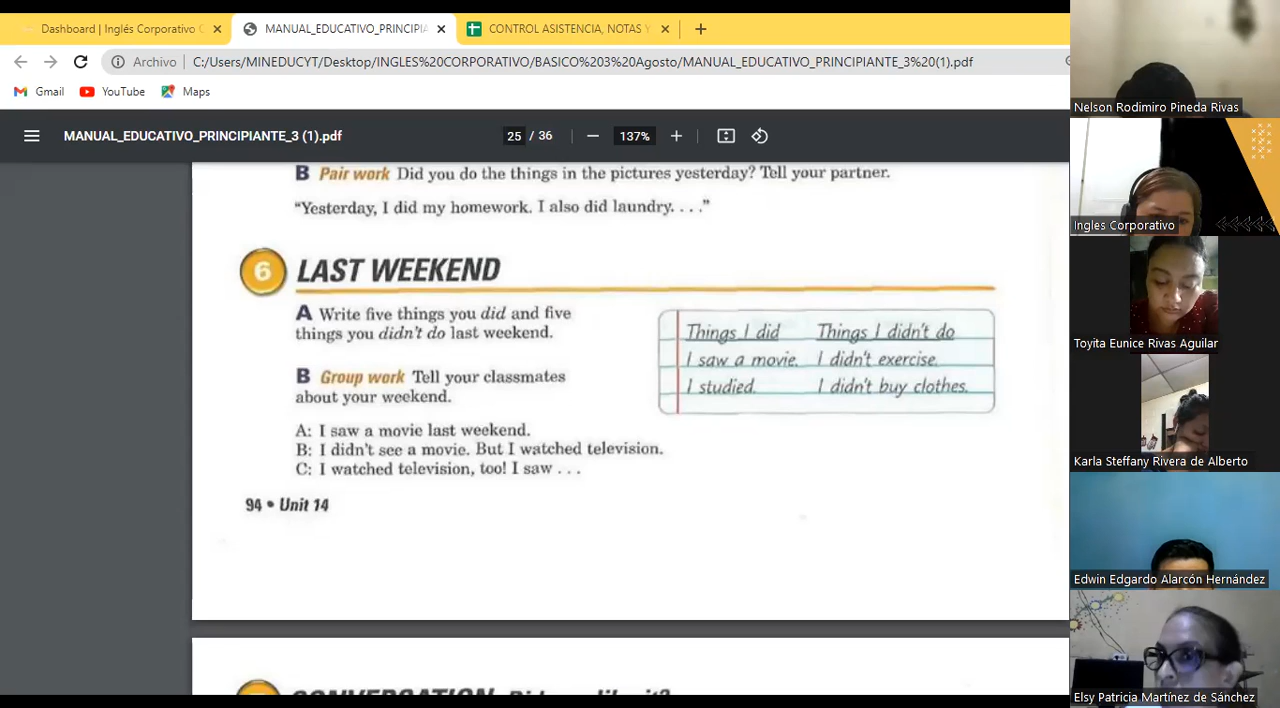 Dashboard | Inglés Corporativo
MANUAL_EDUCATIVO_PRINCIPIA
CONTROL ASISTENCIA, NOTAS Y
Archivo
C:/Users/MINEDUCYT/Desktop/INGLES%20CORPORATIVO/BASICO%203%20Agosto/MANUAL_EDUCATIVO_PRINCIPIANTE_3%20(1).pdf
Gmail
YouTube
Maps
MANUAL_EDUCATIVO_PRINCIPIANTE_3 (1).pdf
25 / 36
137%
B Pair work Did you do the things in the pictures yesterday? Tell your partner.
"Yesterday, I did my homework. I also did laundry. . . ."
6 LAST WEEKEND
A Write five things you did and five
things you didn't do last weekend.
B Group work Tell your classmates
about your weekend.
A: I saw a movie last weekend.
B: I didn't see a movie. But I watched television.
C: I watched television, too! I saw . . .
Things I did Things I didn't do
I saw a movie. I didn't exercise.
I studied. I didn't buy clothes.
94 • Unit 14
Nelson Rodimiro Pineda Rivas
Ingles Corporativo
Toyita Eunice Rivas Aguilar
Karla Steffany Rivera de Alberto
Edwin Edgardo Alarcón Hernández
Elsy Patricia Martínez de Sánchez